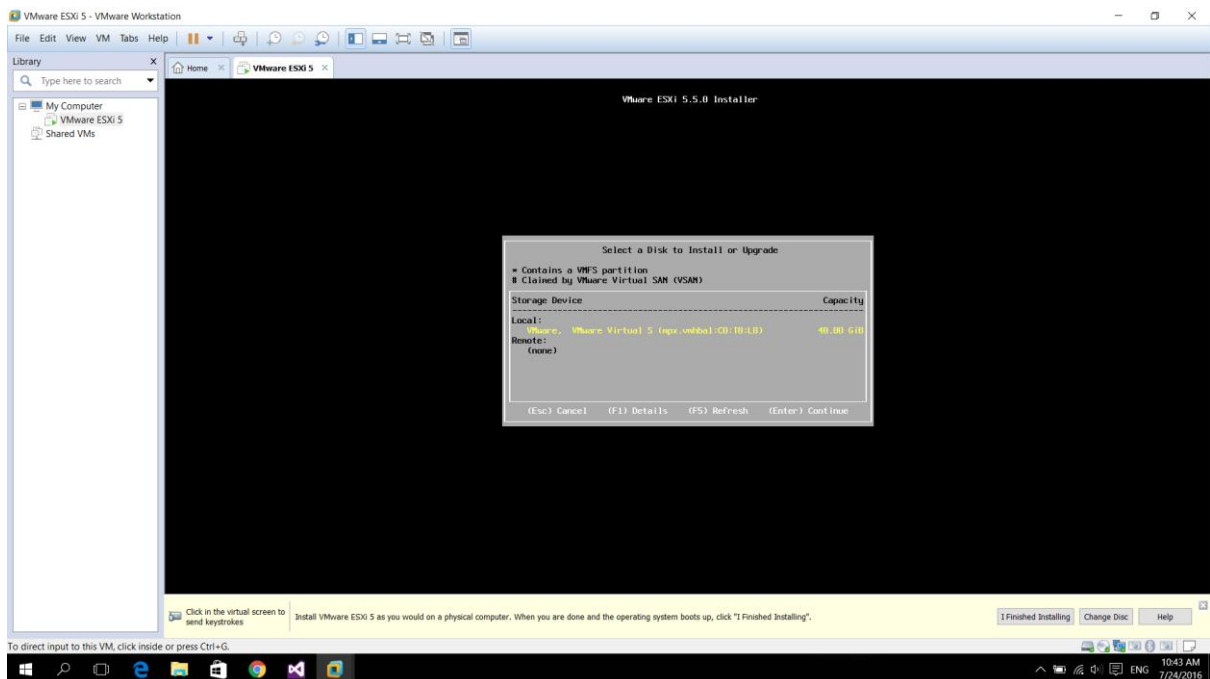 VMware ESXi 5 - VMware Workstation
File Edit View VM Tabs Help
Library x
Type here to search
My Computer
VMware ESXi 5
Shared VMs
Home x VMware ESXi 5 x
VMware ESXi 5.5.0 Installer
Select a Disk to Install or Upgrade
* Contains a VMFS partition
# Claimed by VMware Virtual SAN (VSAN)
Storage Device Capacity
Local:
VMware, VMware Virtual S (mpx.vmhba1:C0:T0:L0) 40.00 GiB
Remote:
(none)
(Esc) Cancel (F1) Details (F5) Refresh (Enter) Continue
Click in the virtual screen to
send keystrokes
Install VMware ESXi 5 as you would on a physical computer. When you are done and the operating system boots up, click "I Finished Installing".
I Finished Installing Change Disc Help
To direct input to this VM, click inside or press Ctrl+G.
ENG
10:43 AM
7/24/2016